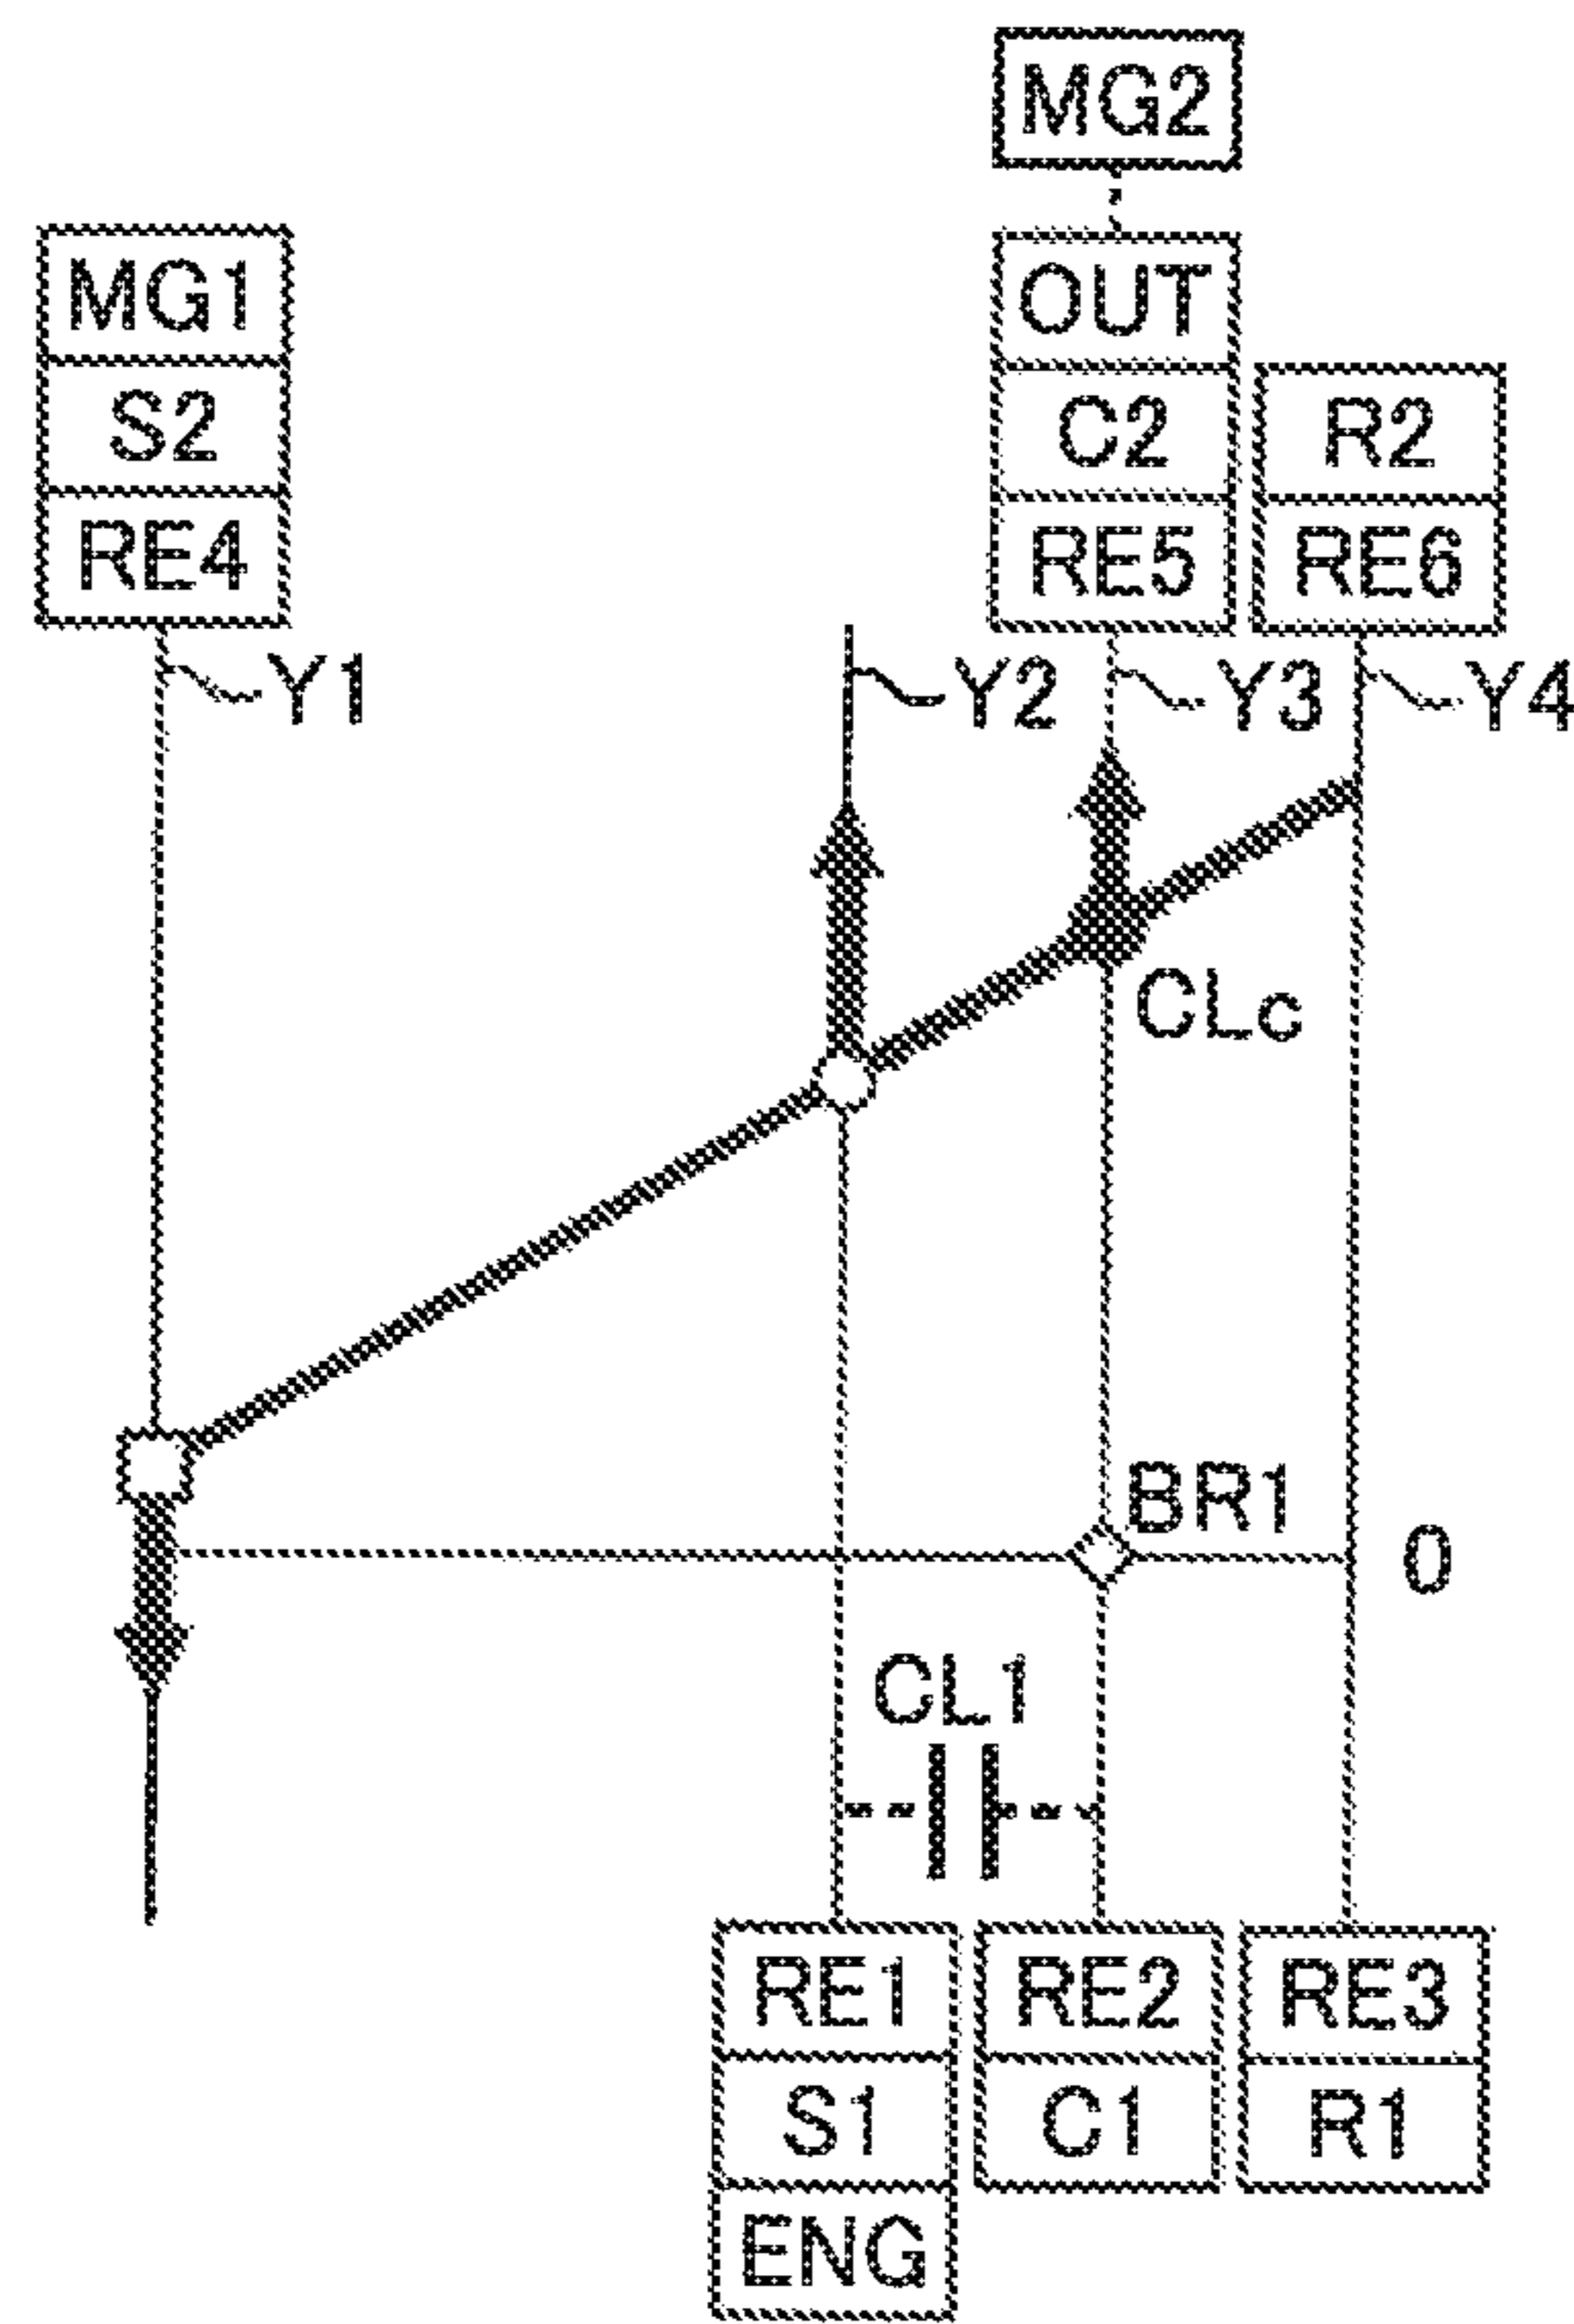 MG2
MG1
OUT
S2
C2
R2
RE4
RE5
RE6
Y1
Y2
Y3
Y4
CLc
BR1
0
CL1
RE1
RE2
RE3
S1
C1
R1
ENG